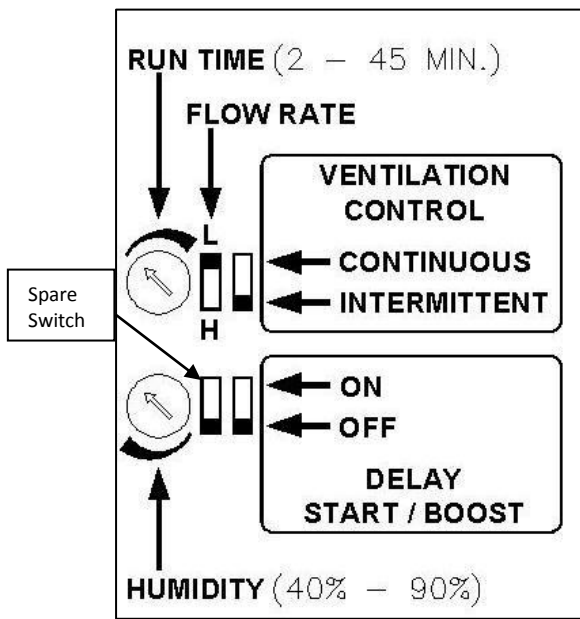 RUN TIME (2 – 45 MIN.)
FLOW RATE
VENTILATION
CONTROL
L
CONTINUOUS
INTERMITTENT
H
Spare
Switch
ON
OFF
DELAY
START / BOOST
HUMIDITY (40% – 90%)